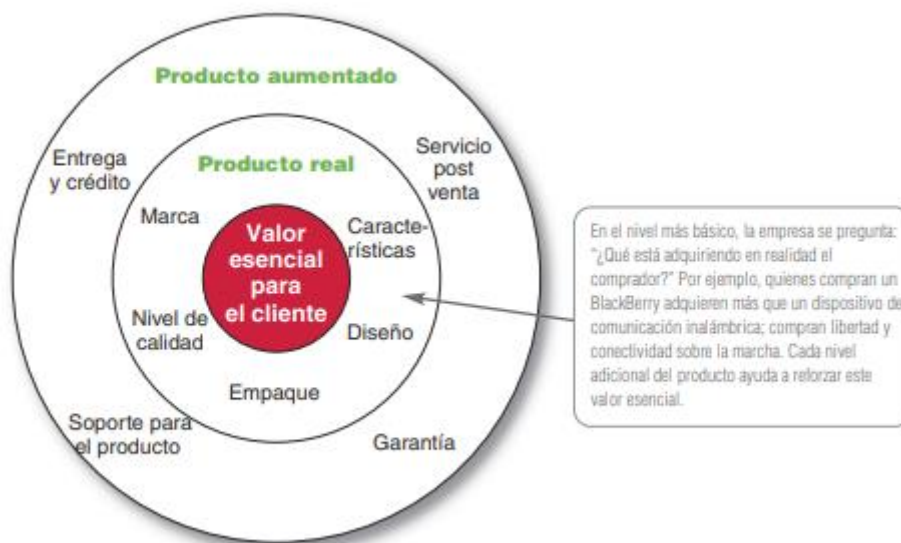 Producto aumentado
Entrega
y crédito
Servicio
post
venta
Producto real
Marca
Caracte-
rísticas
Valor
esencial
para
el cliente
Nivel de
calidad
Diseño
Empaque
Soporte para
el producto
Garantía
En el nivel más básico, la empresa se pregunta:
"¿Qué está adquiriendo en realidad el
comprador?" Por ejemplo, quienes compran un
BlackBerry adquieren más que un dispositivo de
comunicación inalámbrica; compran libertad y
conectividad sobre la marcha. Cada nivel
adicional del producto ayuda a reforzar este
valor esencial.